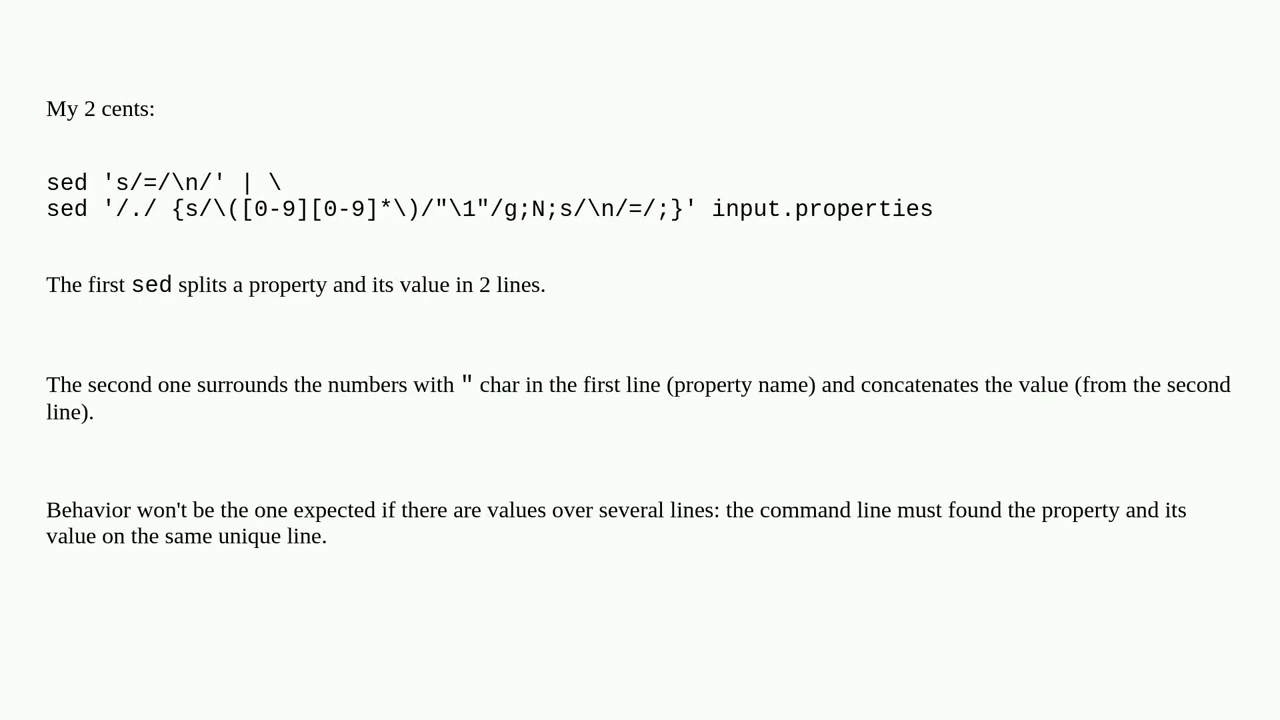 My 2 cents:
sed 's/=/\n/' | \
sed '/./ {s/\([0-9][0-9]*\)/"\1"/g;N;s/\n/=/;}' input.properties
The first sed splits a property and its value in 2 lines.
The second one surrounds the numbers with " char in the first line (property name) and concatenates the value (from the second
line).
Behavior won't be the one expected if there are values over several lines: the command line must found the property and its
value on the same unique line.